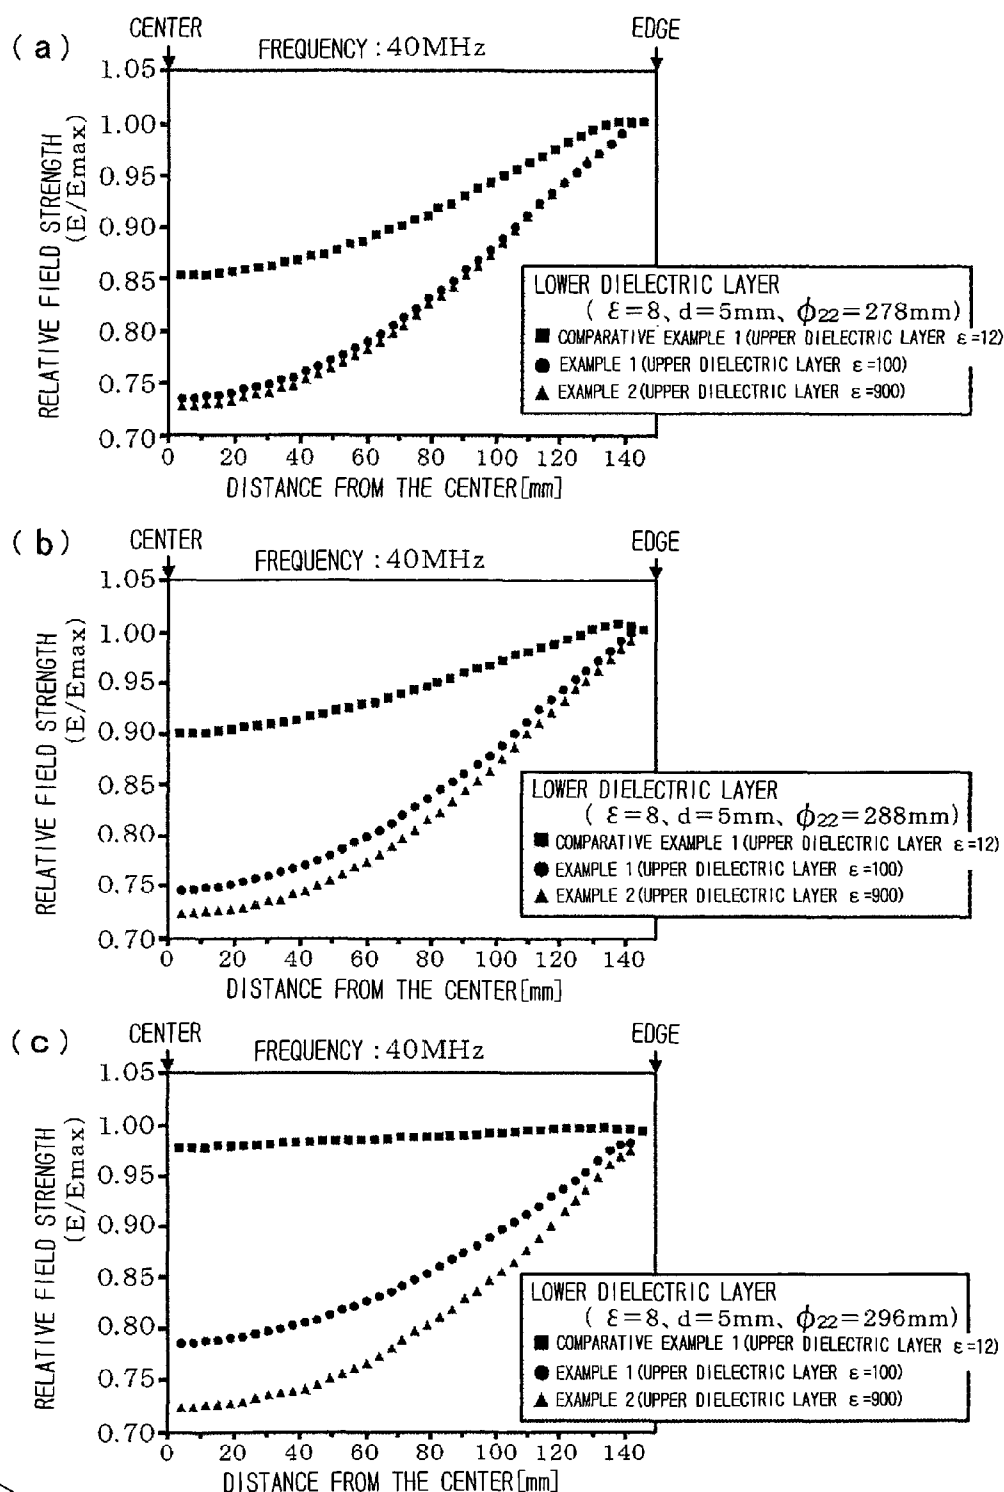 (a)
CENTER
EDGE
FREQUENCY : 40MHz
1.05
1.00
0.95
0.90
0.85
0.80
0.75
0.70
RELATIVE FIELD STRENGTH
(E/Emax)
LOWER DIELECTRIC LAYER
( ε=8、d=5mm、ϕ22=278mm)
■ COMPARATIVE EXAMPLE 1 (UPPER DIELECTRIC LAYER ε=12)
● EXAMPLE 1 (UPPER DIELECTRIC LAYER ε=100)
▲ EXAMPLE 2 (UPPER DIELECTRIC LAYER ε=900)
0 20 40 60 80 100 120 140
DISTANCE FROM THE CENTER[mm]
(b)
CENTER
EDGE
FREQUENCY : 40MHz
1.05
1.00
0.95
0.90
0.85
0.80
0.75
0.70
RELATIVE FIELD STRENGTH
(E/Emax)
LOWER DIELECTRIC LAYER
( ε=8、d=5mm、ϕ22=288mm)
■ COMPARATIVE EXAMPLE 1 (UPPER DIELECTRIC LAYER ε=12)
● EXAMPLE 1 (UPPER DIELECTRIC LAYER ε=100)
▲ EXAMPLE 2 (UPPER DIELECTRIC LAYER ε=900)
0 20 40 60 80 100 120 140
DISTANCE FROM THE CENTER[mm]
(c)
CENTER
EDGE
FREQUENCY : 40MHz
1.05
1.00
0.95
0.90
0.85
0.80
0.75
0.70
RELATIVE FIELD STRENGTH
(E/Emax)
LOWER DIELECTRIC LAYER
( ε=8、d=5mm、ϕ22=296mm)
■ COMPARATIVE EXAMPLE 1 (UPPER DIELECTRIC LAYER ε=12)
● EXAMPLE 1 (UPPER DIELECTRIC LAYER ε=100)
▲ EXAMPLE 2 (UPPER DIELECTRIC LAYER ε=900)
0 20 40 60 80 100 120 140
DISTANCE FROM THE CENTER[mm]